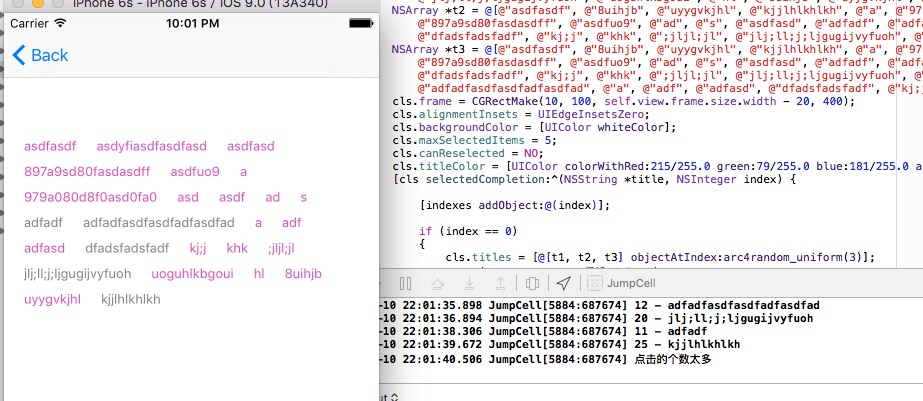 iPhone 6s - iPhone 6s / iOS 9.0 (13A340)
Carrier 10:01 PM
Back
asdfasdf asdyfiasdfasdfasd asdfasd
897a9sd80fasdasdff asdfuo9 a
979a080d8f0asd0fa0 asd asdf ad s
adfadf adfadfasdfasdfadfasdfad a adf
adfasd dfadsfadsfadf kj;j khk ;jljl;jl
jlj;ll;j;ljgugijvyfuoh uoguhlkbgoui hl 8uihjb
uyygvkjhl kjjlhlkhlkh
NSArray *t2 = @[@"asdfasdf", @"8uihjb", @"uyygvkjhl", @"kjjlhlkhlkh", @"a", @"97
@"897a9sd80fasdasdff", @"asdfuo9", @"ad", @"s", @"asdfasd", @"adfadf", @"a
@"dfadsfadsfadf", @"kj;j", @"khk", @";jljl;jl", @"jlj;ll;j;ljgugijvyfuoh",
NSArray *t3 = @[@"asdfasdf", @"8uihjb", @"uyygvkjhl", @"kjjlhlkhlkh", @"a", @"97
@"897a9sd80fasdasdff", @"asdfuo9", @"ad", @"s", @"asdfasd", @"adfadf", @"a
@"dfadsfadsfadf", @"kj;j", @"khk", @";jljl;jl", @"jlj;ll;j;ljgugijvyfuoh",
@"adfadfasdfasdfadfasdfad", @"a", @"adf", @"adfasd", @"dfadsfadsfadf", @"kj;
cls.frame = CGRectMake(10, 100, self.view.frame.size.width - 20, 400);
cls.alignmentInsets = UIEdgeInsetsZero;
cls.backgroundColor = [UIColor whiteColor];
cls.maxSelectedItems = 5;
cls.canReselected = NO;
cls.titleColor = [UIColor colorWithRed:215/255.0 green:79/255.0 blue:181/255.0 a
[cls selectedCompletion:^(NSString *title, NSInteger index) {
[indexes addObject:@(index)];
if (index == 0)
{
cls.titles = [@[t1, t2, t3] objectAtIndex:arc4random_uniform(3)];
JumpCell
-10 22:01:35.898 JumpCell[5884:687674] 12 - adfadfasdfasdfadfasdfad
-10 22:01:36.894 JumpCell[5884:687674] 20 - jlj;ll;j;ljgugijvyfuoh
-10 22:01:38.306 JumpCell[5884:687674] 11 - adfadf
-10 22:01:39.672 JumpCell[5884:687674] 25 - kjjlhlkhlkh
-10 22:01:40.506 JumpCell[5884:687674] 点击的个数太多